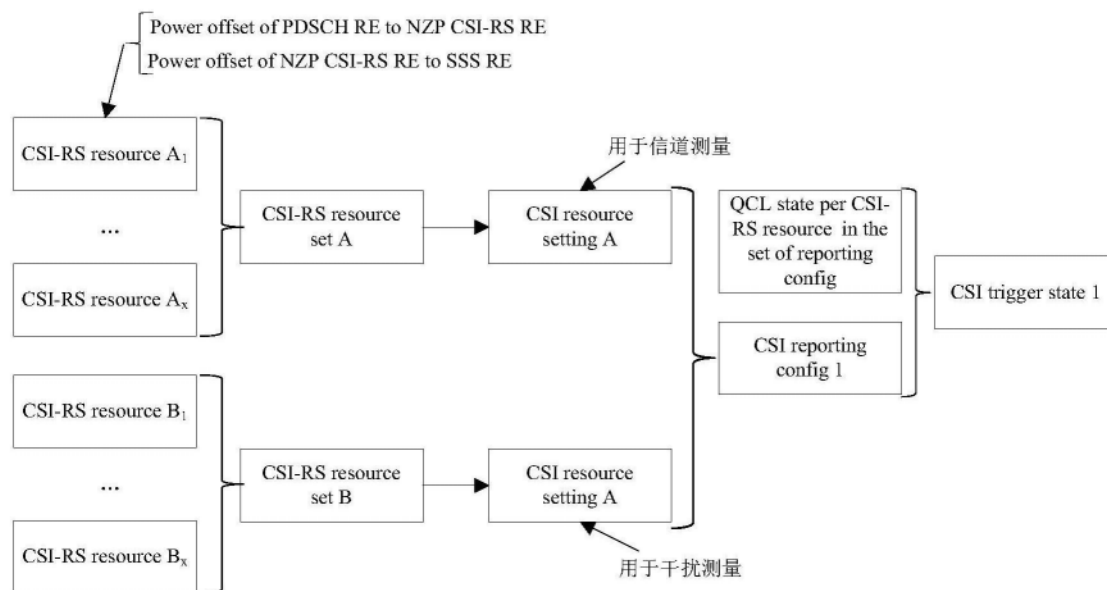 Power offset of PDSCH RE to NZP CSI-RS RE
Power offset of NZP CSI-RS RE to SSS RE
CSI-RS resource A₁
...
CSI-RS resource Aₓ
CSI-RS resource
set A
用于信道测量
CSI resource
setting A
CSI-RS resource B₁
...
CSI-RS resource Bₓ
CSI-RS resource
set B
CSI resource
setting A
用于干扰测量
QCL state per CSI-
RS resource in the
set of reporting
config
CSI reporting
config 1
CSI trigger state 1